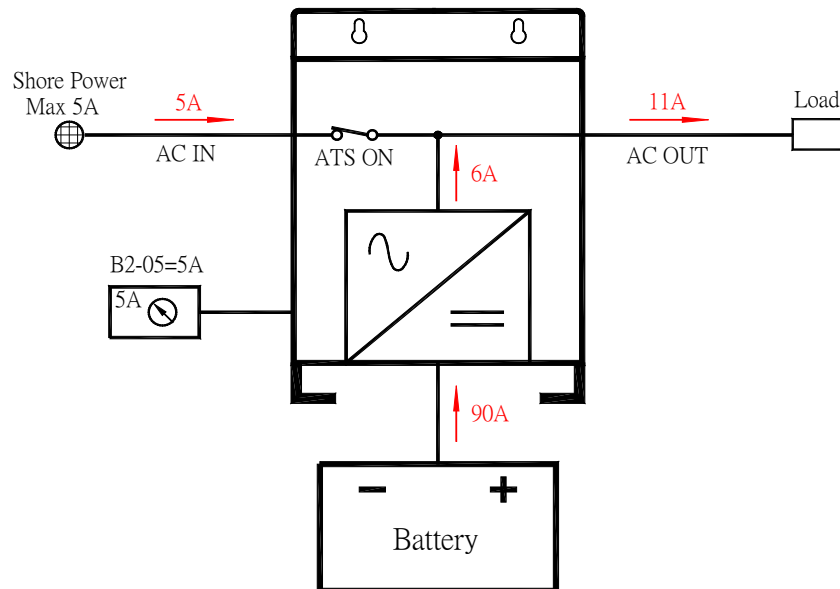 Shore Power
Max 5A
5A
AC IN
ATS ON
11A
AC OUT
Load
6A
B2-05=5A
5A
90A
Battery